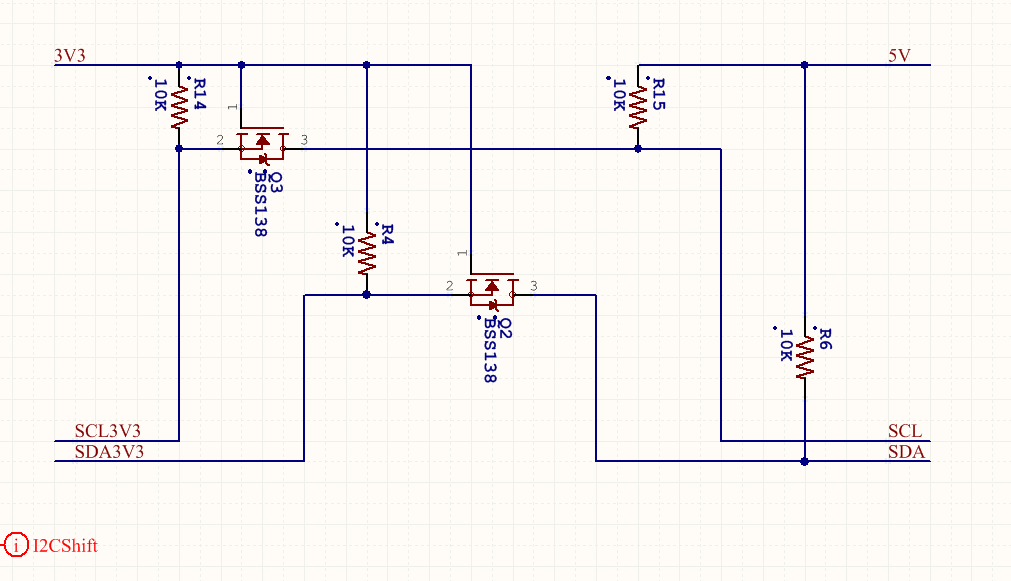 3V3
5V
R14
10K
R15
10K
1
2
3
Q3
BSS138
R4
10K
1
2
3
Q2
BSS138
R6
10K
SCL3V3
SCL
SDA3V3
SDA
i
I2CShift